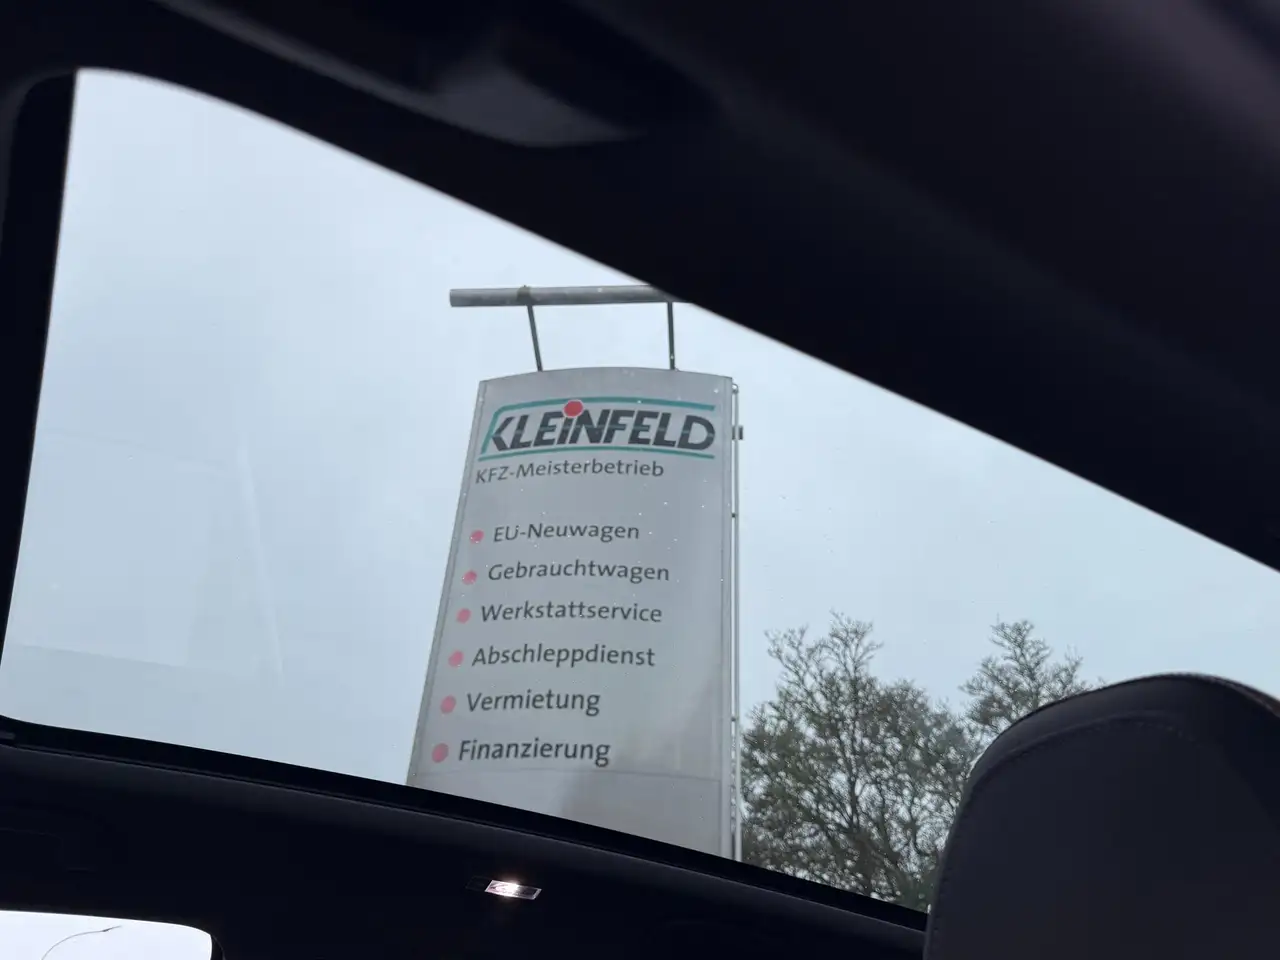 KLEINFELD
KFZ-Meisterbetrieb
EU-Neuwagen
Gebrauchtwagen
Werkstattservice
Abschleppdienst
Vermietung
Finanzierung